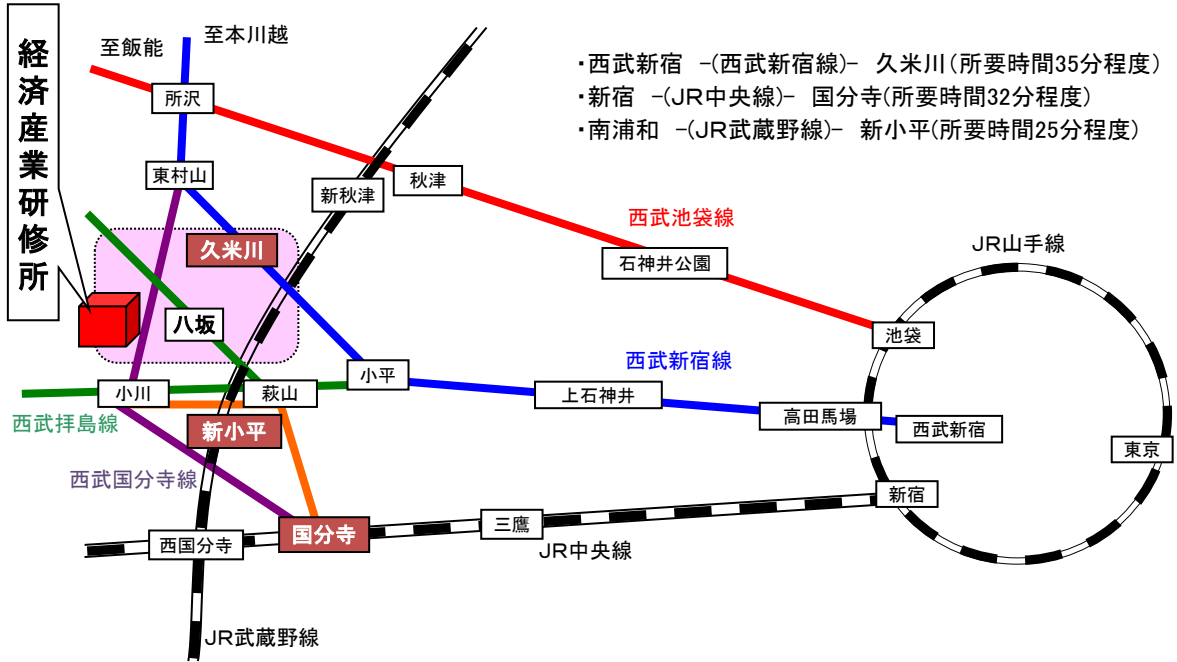 経済産業研修所
至飯能
至本川越
・西武新宿 -(西武新宿線)- 久米川(所要時間35分程度)
・新宿 -(JR中央線)- 国分寺(所要時間32分程度)
・南浦和 -(JR武蔵野線)- 新小平(所要時間25分程度)
所沢
東村山
新秋津
秋津
西武池袋線
久米川
石神井公園
JR山手線
八坂
池袋
小平
西武新宿線
小川
萩山
上石神井
高田馬場
西武新宿
西武拝島線
新小平
東京
西武国分寺線
新宿
西国分寺
国分寺
三鷹
JR中央線
JR武蔵野線